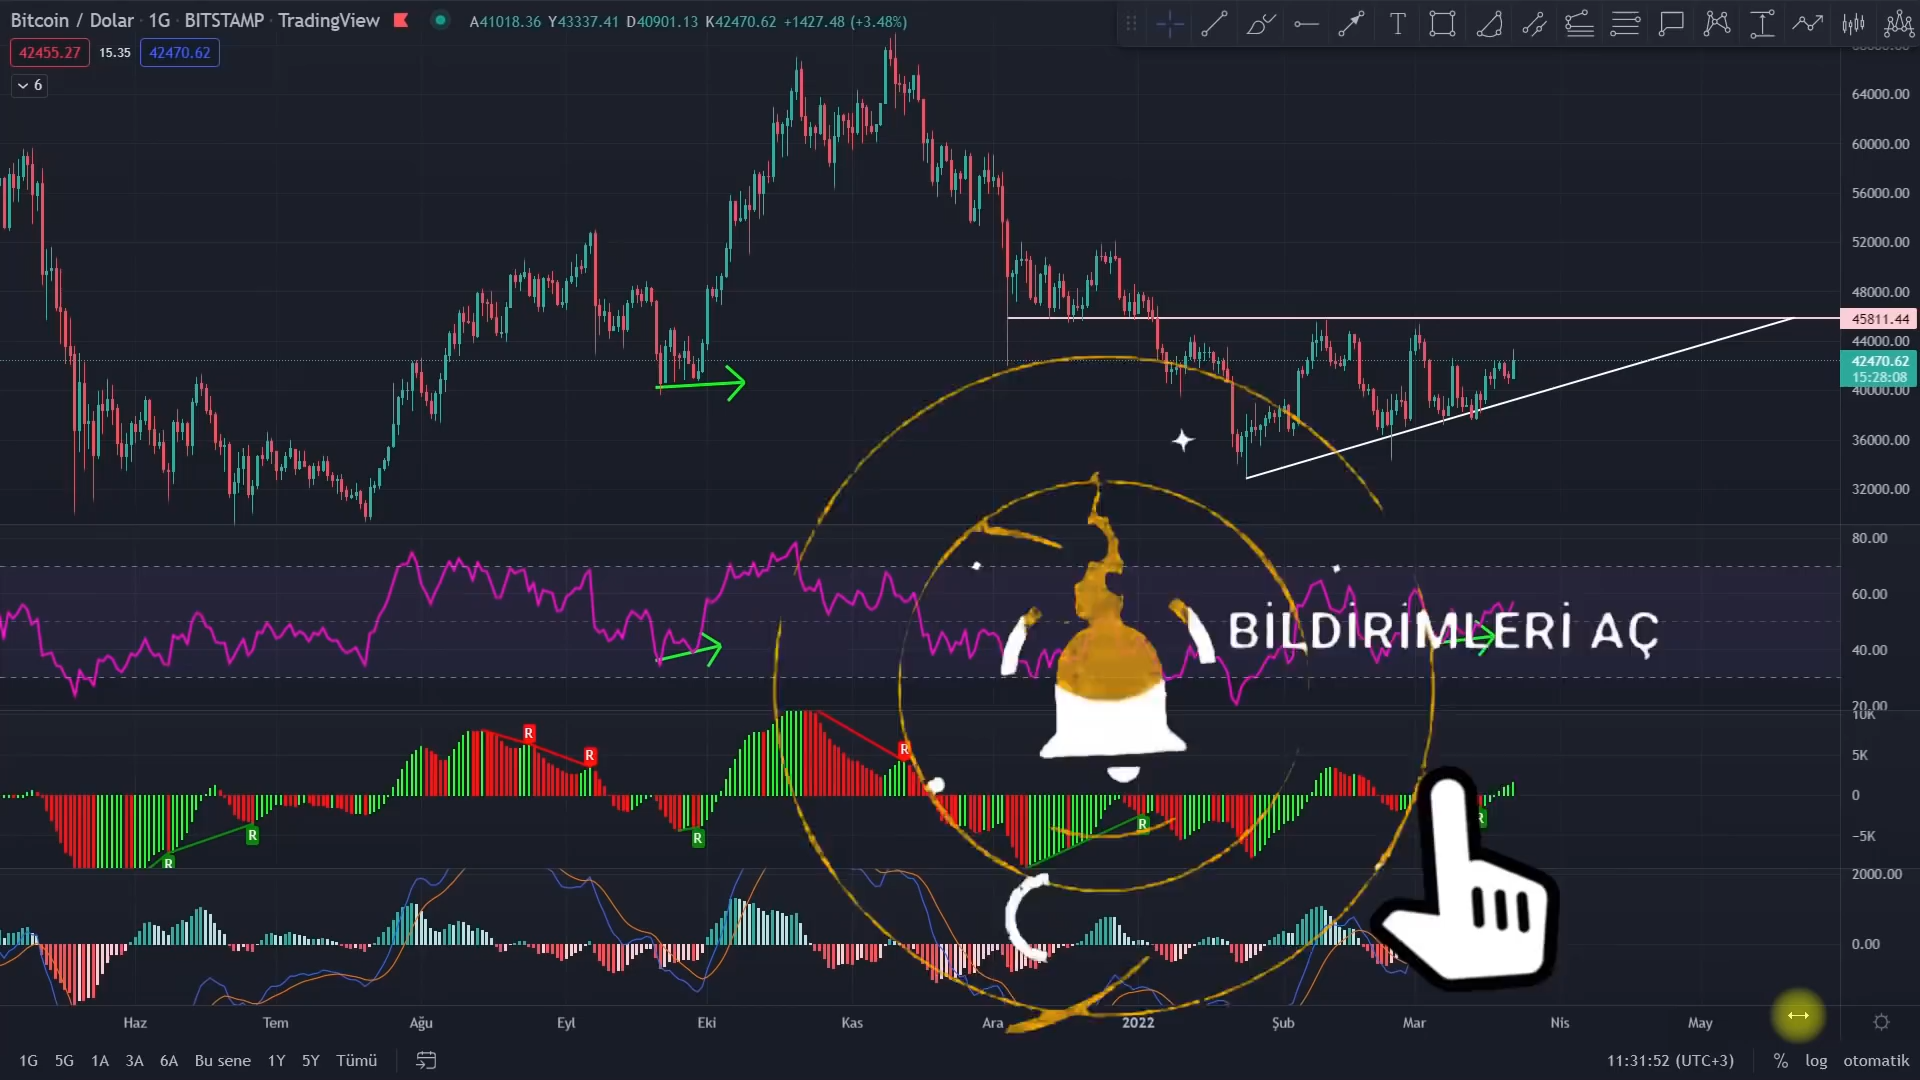 Bitcoin / Dolar · 1G · BITSTAMP · TradingView A41018.36 Y43337.41 D40901.13 K42470.62 +1427.48 (+3.48%)
42455.27 15.35 42470.62
6
T
64000.00
60000.00
56000.00
52000.00
48000.00
45811.44
44000.00
42470.62
15:28:08
40000.00
36000.00
32000.00
80.00
60.00
BİLDİRİMLERİ AÇ
40.00
20.00
10K
R
R
R
5K
0
R
R
R
R
R
−5K
2000.00
0.00
Haz Tem Ağu Eyl Eki Kas Ara 2022 Şub Mar Nis May
1G 5G 1A 3A 6A Bu sene 1Y 5Y Tümü 11:31:52 (UTC+3) % log otomatik